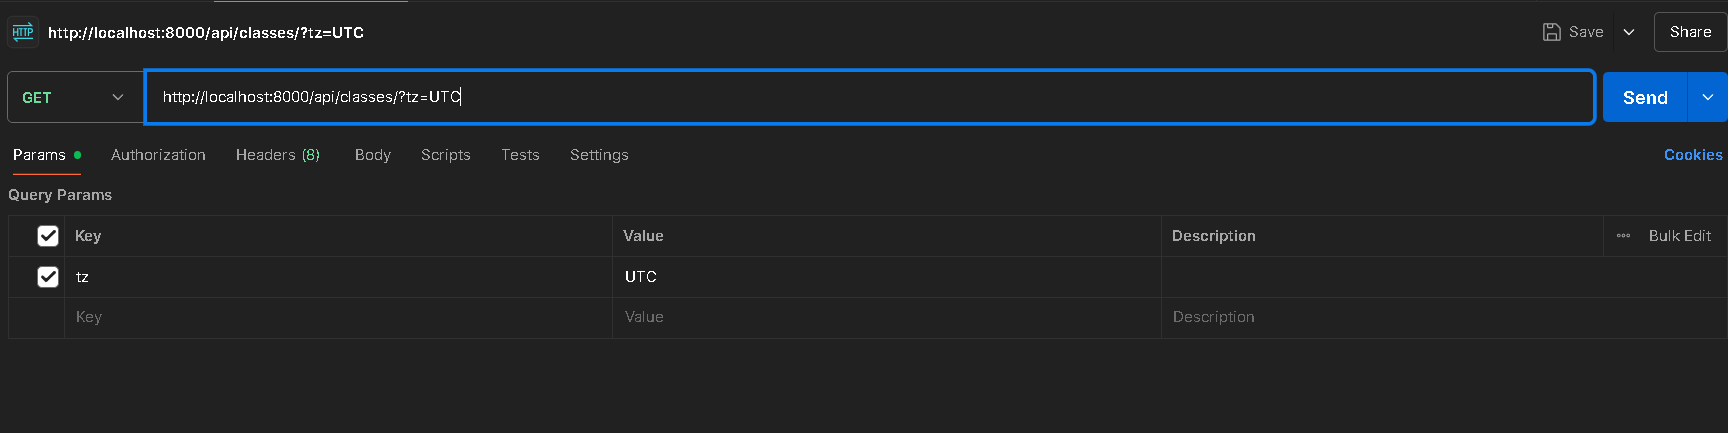 HTTP http://localhost:8000/api/classes/?tz=UTC Save Share
GET http://localhost:8000/api/classes/?tz=UTC Send
Params Authorization Headers (8) Body Scripts Tests Settings Cookies
Query Params
Key Value Description Bulk Edit
tz UTC
Key Value Description